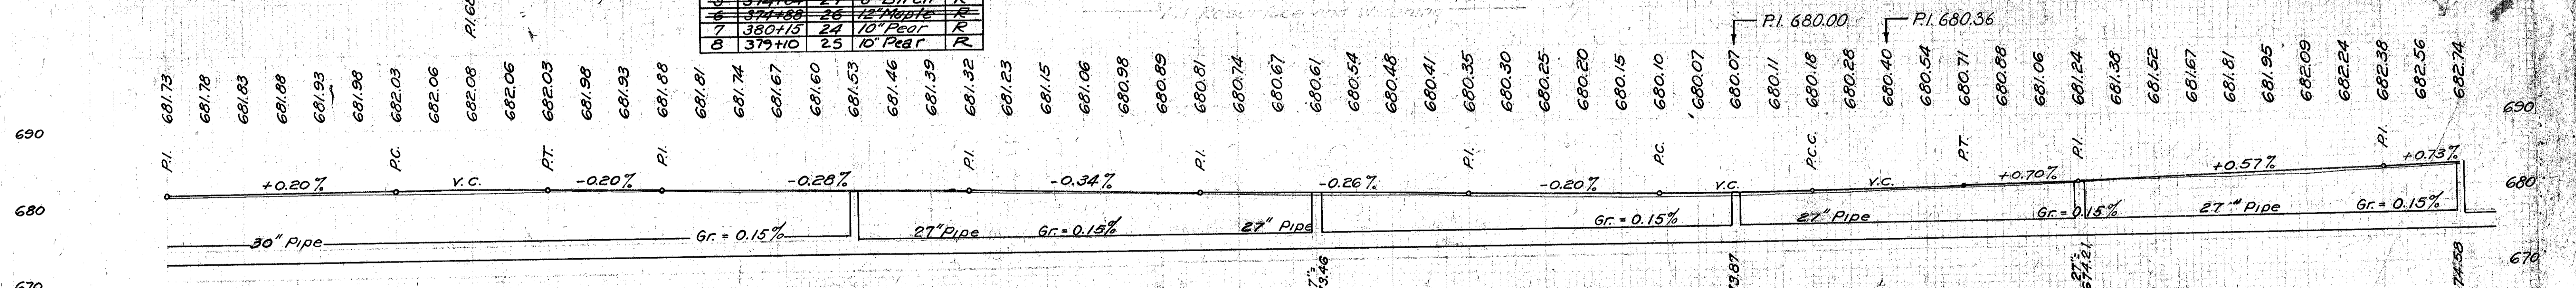 6 374+88 26 12" Maple R
7 380+15 24 10" Pear R
8 379+10 25 10" Pear R
P.I. 680.00 P.I. 680.36
681.73 681.78 681.83 681.88 681.93 681.98 682.03 682.06 682.08 682.06 682.03 681.98 681.93 681.88 681.81 681.74 681.67 681.60 681.53 681.46 681.39 681.32 681.23 681.15 681.06 680.98 680.89 680.81 680.74 680.67 680.61 680.54 680.48 680.41 680.35 680.30 680.25 680.20 680.15 680.10 680.07 680.07 680.11 680.18 680.28 680.40 680.54 680.71 680.88 681.06 681.24 681.38 681.52 681.67 681.81 681.95 682.09 682.24 682.38 682.56 682.74
690 690
P.I. P.C. P.T. P.I. P.I. P.I. P.I. P.C. P.C.C. P.T. P.I. P.I.
+0.20% V.C. -0.20% -0.28% -0.34% -0.26% -0.20% V.C. V.C. +0.70% +0.57% +0.73%
680 680
30" Pipe Gr. = 0.15% 27" Pipe Gr. = 0.15% 27" Pipe Gr. = 0.15% 27" Pipe Gr. = 0.15% 27" Pipe Gr. = 0.15%
27"=
674.21
670
670